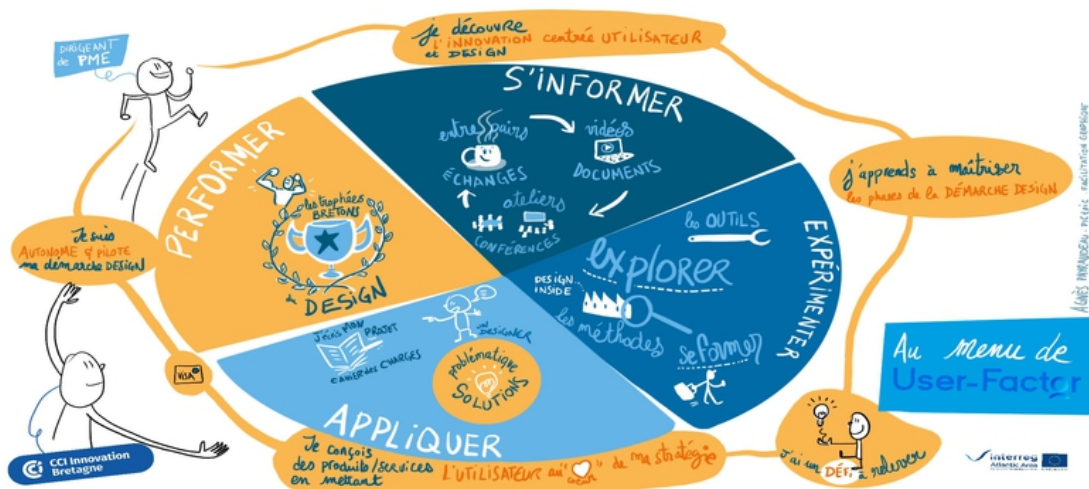 DIRIGEANT
de PME
je découvre
L'INNOVATION centrée UTILISATEUR
et DESIGN
S'INFORMER
entre pairs
ÉCHANGES
vidéos
DOCUMENTS
ateliers
CONFÉRENCES
j'apprends à maîtriser
les phases de la DÉMARCHE DESIGN
EXPÉRIMENTER
les OUTILS
explorer
DESIGN
INSIDE
les méthodes
se former
J'ai un DÉFi à relever
APPLIQUER
J'écris MON
PROJET
CAHIER des CHARGES
UN
DESIGNER
problématique
SOLUTIONS
Je conçois
des produits/services
en mettant
L'UTILISATEUR au "cœur" de ma stratégie
PERFORMER
les trophées
BRETONS
DESIGN
Je suis
AUTONOME & PILOTE
ma démarche DESIGN
VISA
CCI INNOVATION
Bretagne
Au menu de
User-Factor
Interreg
Atlantic Area